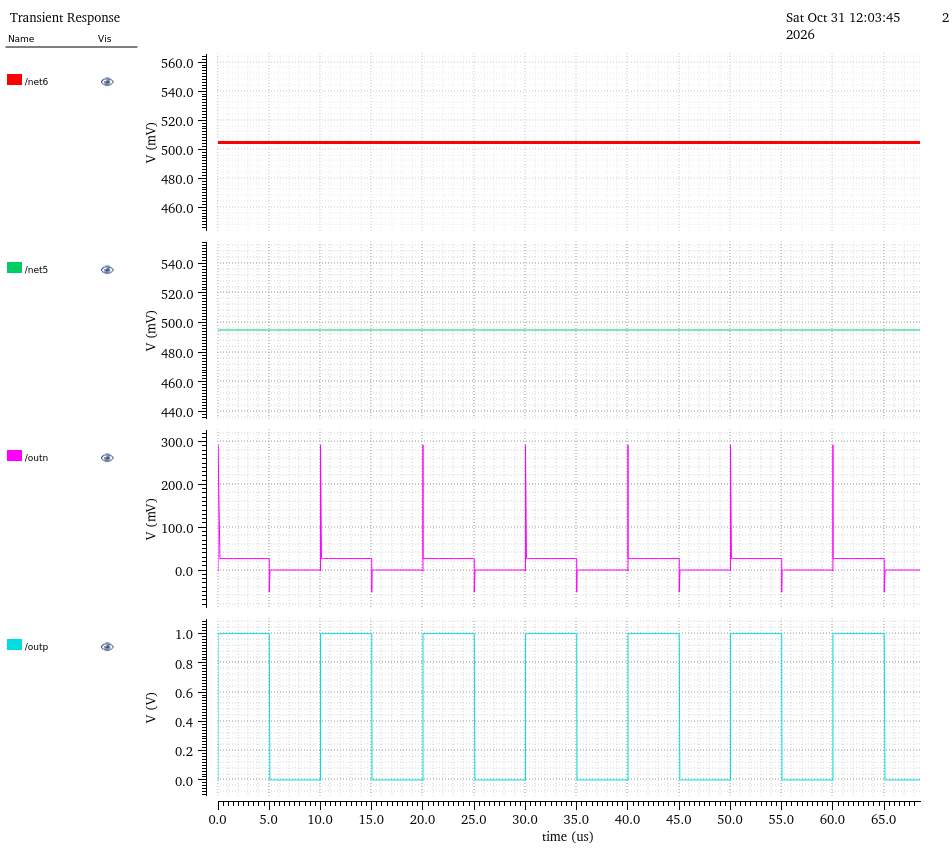 Transient Response
Sat Oct 31 12:03:45 2
2026
Name Vis
/net6
560.0
540.0
520.0
500.0
480.0
460.0
V (mV)
/net5
540.0
520.0
500.0
480.0
460.0
440.0
V (mV)
/outn
300.0
200.0
100.0
0.0
V (mV)
/outp
1.0
0.8
0.6
0.4
0.2
0.0
V (V)
0.0 5.0 10.0 15.0 20.0 25.0 30.0 35.0 40.0 45.0 50.0 55.0 60.0 65.0
time (us)